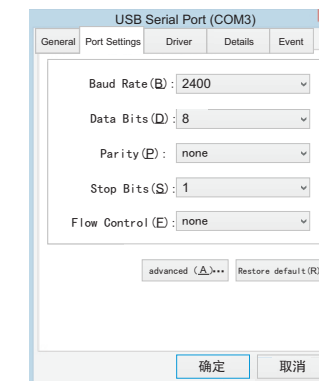 USB Serial Port (COM3)
General Port Settings Driver Details Event
Baud Rate(B): 2400
Data Bits(D): 8
Parity(P): none
Stop Bits(S): 1
Flow Control(F): none
advanced (A)... Restore default(R)
确定 取消